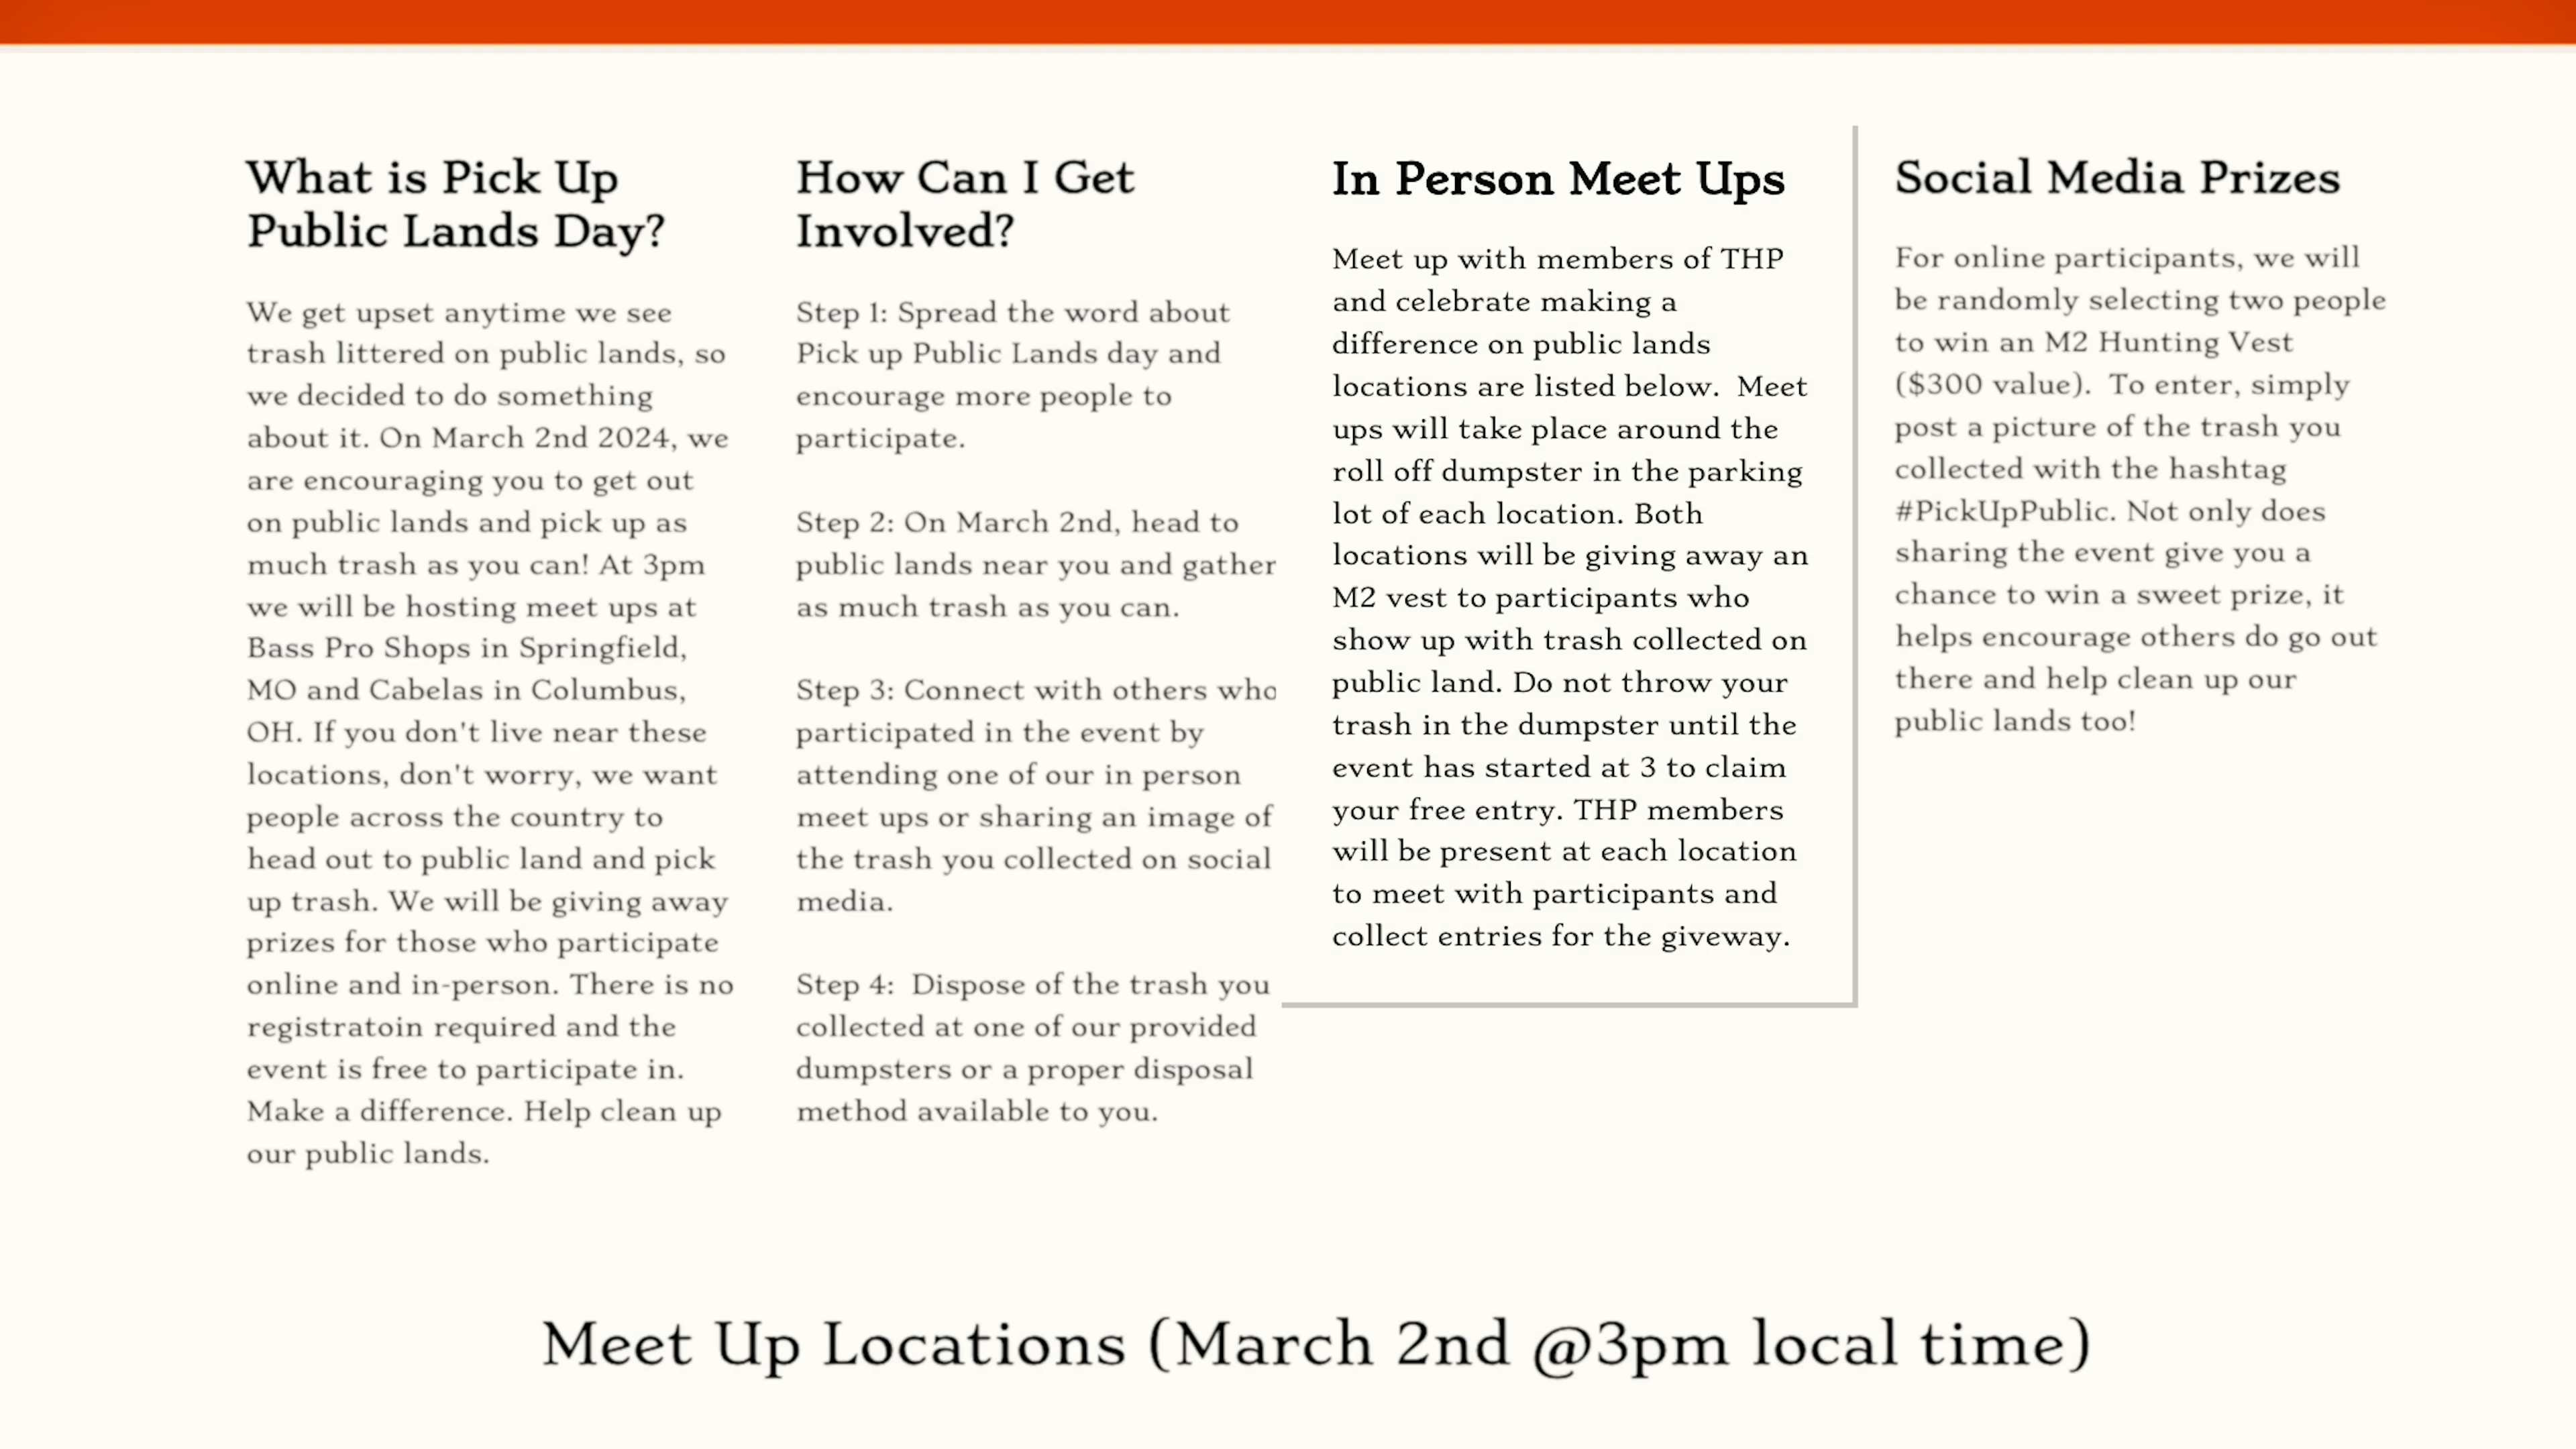 What is Pick Up
Public Lands Day?
We get upset anytime we see
trash littered on public lands, so
we decided to do something
about it. On March 2nd 2024, we
are encouraging you to get out
on public lands and pick up as
much trash as you can! At 3pm
we will be hosting meet ups at
Bass Pro Shops in Springfield,
MO and Cabelas in Columbus,
OH. If you don't live near these
locations, don't worry, we want
people across the country to
head out to public land and pick
up trash. We will be giving away
prizes for those who participate
online and in-person. There is no
registratoin required and the
event is free to participate in.
Make a difference. Help clean up
our public lands.
How Can I Get
Involved?
Step 1: Spread the word about
Pick up Public Lands day and
encourage more people to
participate.
Step 2: On March 2nd, head to
public lands near you and gather
as much trash as you can.
Step 3: Connect with others who
participated in the event by
attending one of our in person
meet ups or sharing an image of
the trash you collected on social
media.
Step 4:  Dispose of the trash you
collected at one of our provided
dumpsters or a proper disposal
method available to you.
In Person Meet Ups
Meet up with members of THP
and celebrate making a
difference on public lands
locations are listed below.  Meet
ups will take place around the
roll off dumpster in the parking
lot of each location. Both
locations will be giving away an
M2 vest to participants who
show up with trash collected on
public land. Do not throw your
trash in the dumpster until the
event has started at 3 to claim
your free entry. THP members
will be present at each location
to meet with participants and
collect entries for the giveway.
Social Media Prizes
For online participants, we will
be randomly selecting two people
to win an M2 Hunting Vest
($300 value).  To enter, simply
post a picture of the trash you
collected with the hashtag
#PickUpPublic. Not only does
sharing the event give you a
chance to win a sweet prize, it
helps encourage others do go out
there and help clean up our
public lands too!
Meet Up Locations (March 2nd @3pm local time)